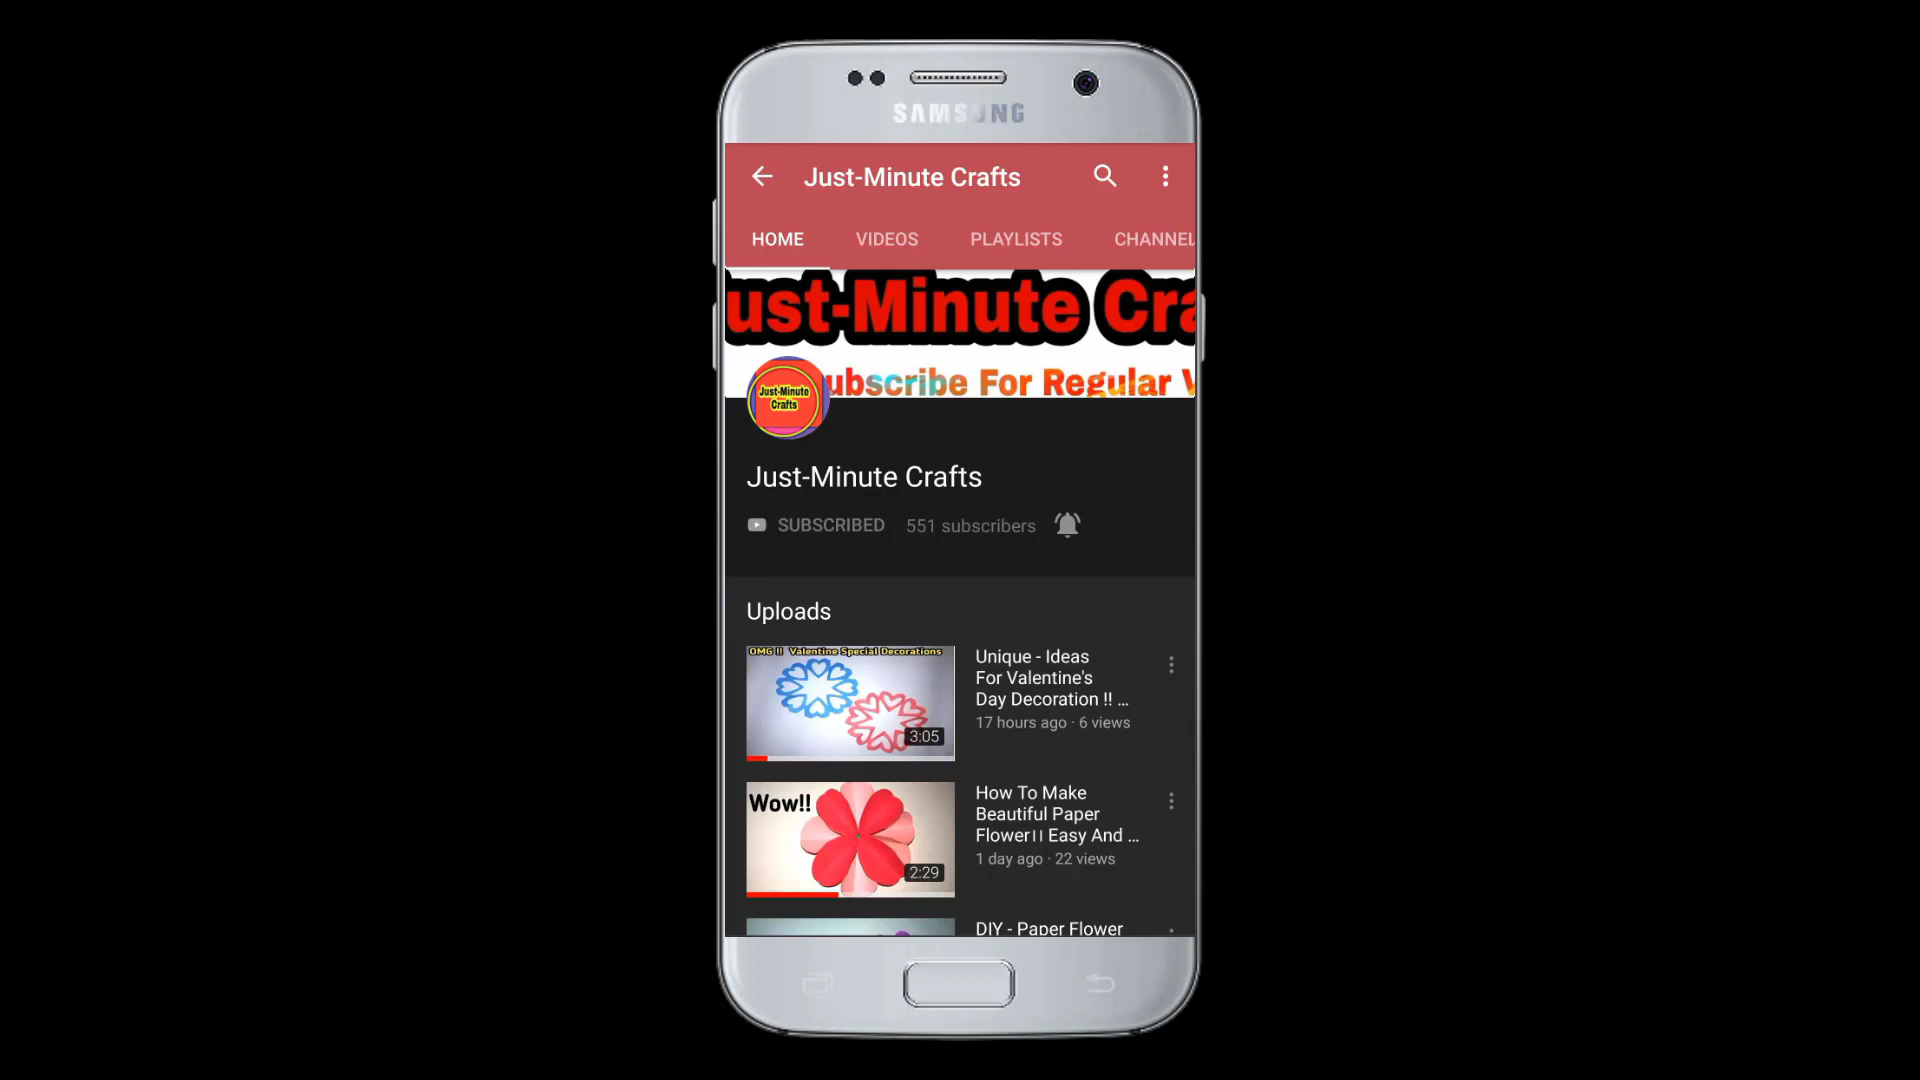 SAMSUNG
Just-Minute Crafts
HOME VIDEOS PLAYLISTS CHANNEL
ust-Minute Cra
ubscribe For Regular V
Just-Minute
Crafts
Just-Minute Crafts
SUBSCRIBED 551 subscribers
Uploads
OMG !! Valentine Special Decorations
3:05
Unique - Ideas
For Valentine's
Day Decoration !! ...
17 hours ago · 6 views
Wow!!
2:29
How To Make
Beautiful Paper
Flower।। Easy And ...
1 day ago · 22 views
DIY - Paper Flower